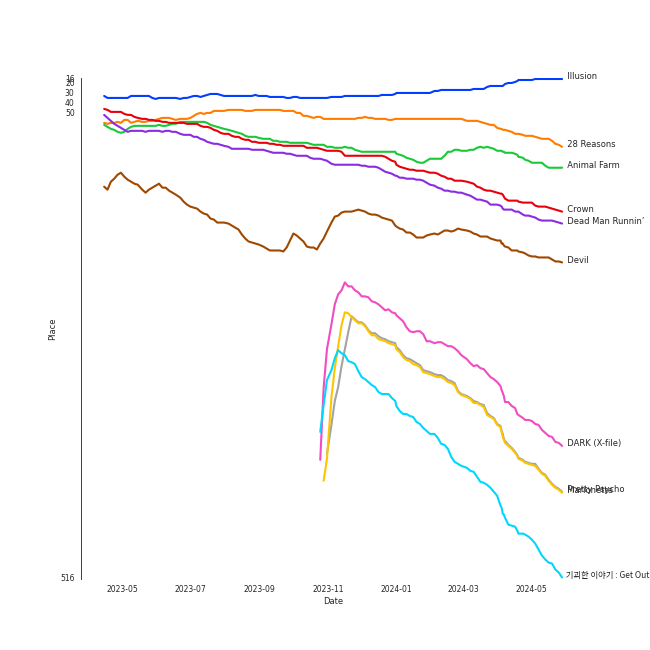 16
20
30
40
50
516
Place
Illusion
28 Reasons
Animal Farm
Crown
Dead Man Runnin'
Devil
DARK (X-file)
Pretty Psycho
Marionette
기괴한 이야기 : Get Out
2023-05 2023-07 2023-09 2023-11 2024-01 2024-03 2024-05
Date